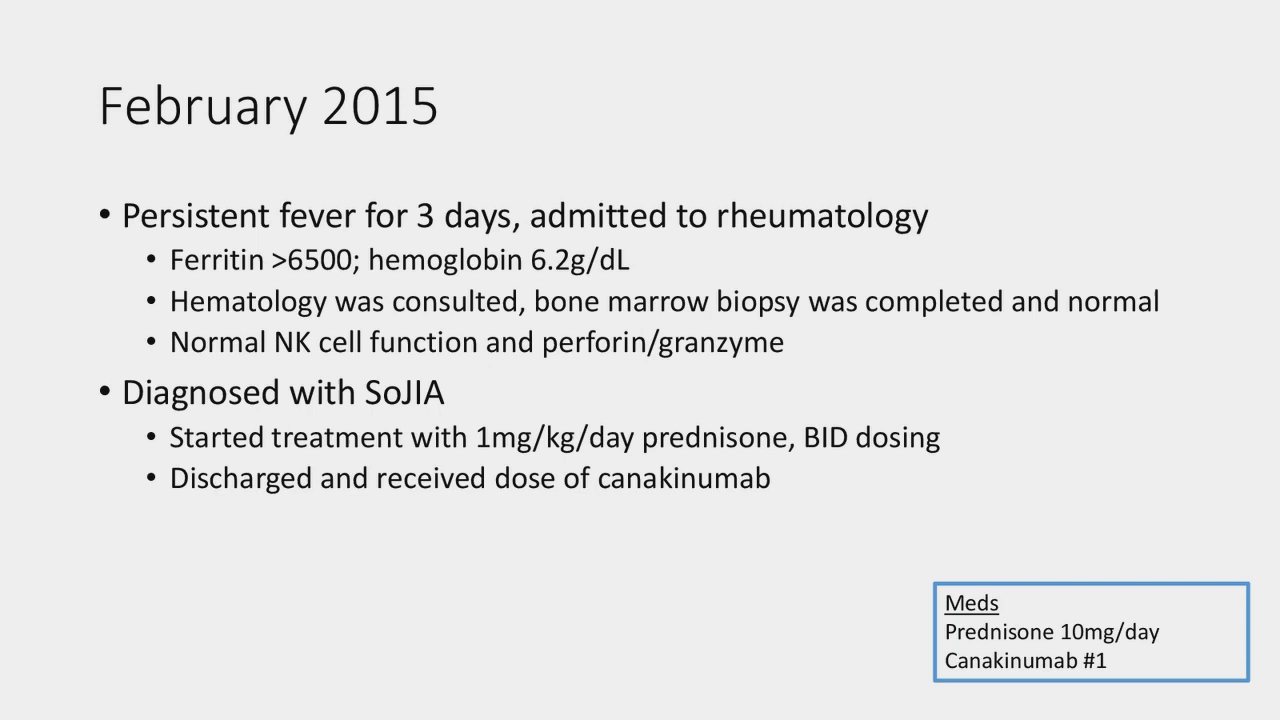 February 2015
• Persistent fever for 3 days, admitted to rheumatology
• Ferritin >6500; hemoglobin 6.2g/dL
• Hematology was consulted, bone marrow biopsy was completed and normal
• Normal NK cell function and perforin/granzyme
• Diagnosed with SoJIA
• Started treatment with 1mg/kg/day prednisone, BID dosing
• Discharged and received dose of canakinumab
Meds
Prednisone 10mg/day
Canakinumab #1